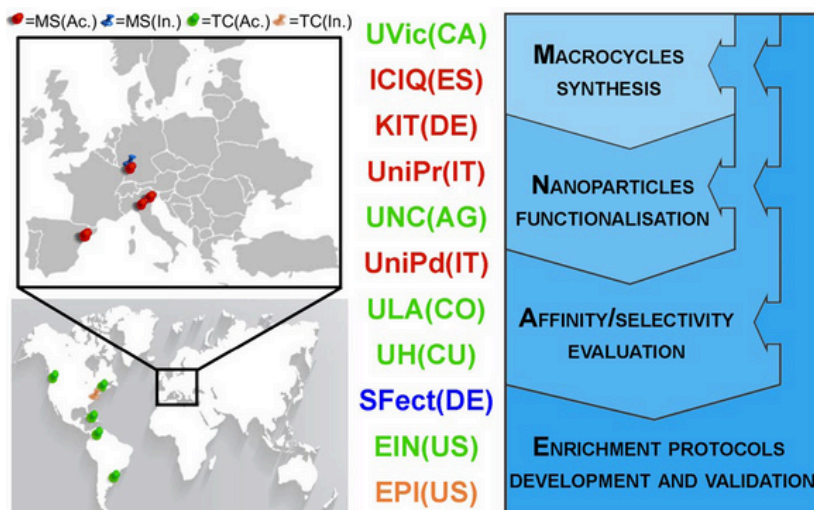 =MS(Ac.) =MS(In.) =TC(Ac.) =TC(In.)
UVic(CA)
ICIQ(ES)
KIT(DE)
UniPr(IT)
UNC(AG)
UniPd(IT)
ULA(CO)
UH(CU)
SFect(DE)
EIN(US)
EPI(US)
MACROCYCLES
SYNTHESIS
NANOPARTICLES
FUNCTIONALISATION
AFFINITY/SELECTIVITY
EVALUATION
ENRICHMENT PROTOCOLS
DEVELOPMENT AND VALIDATION